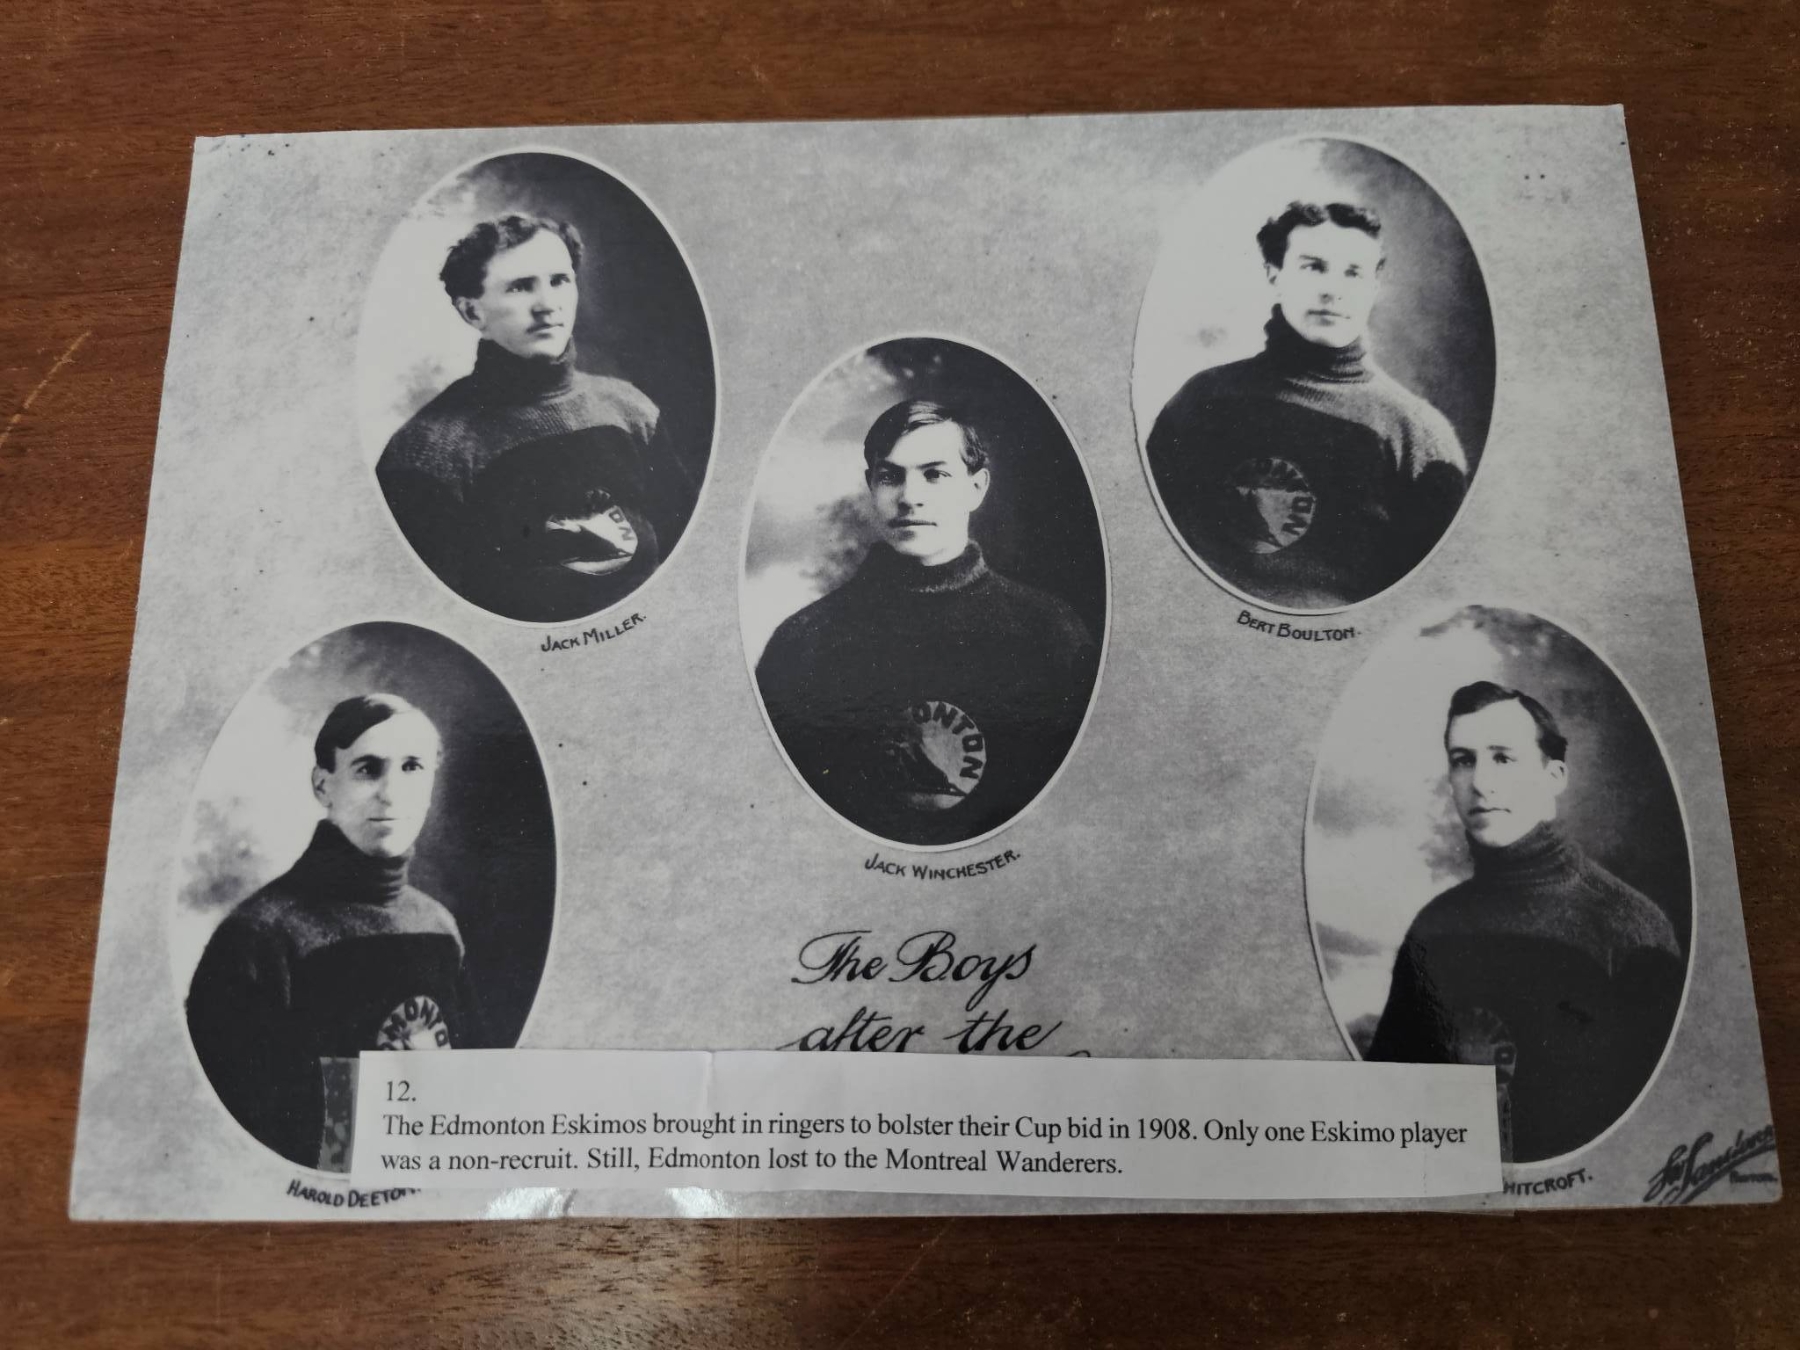 JACK MILLER.
BERT BOULTON.
JACK WINCHESTER.
EDMONTON
The Boys
after the
12.
The Edmonton Eskimos brought in ringers to bolster their Cup bid in 1908. Only one Eskimo player
was a non-recruit. Still, Edmonton lost to the Montreal Wanderers.
HAROLD DEETON.
HITCROFT.